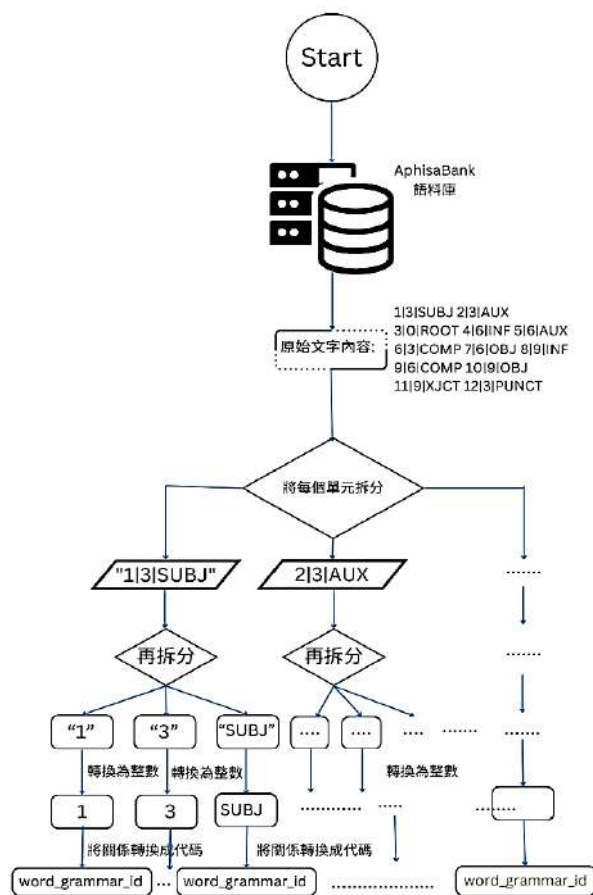 Start
AphisaBank
語料庫
原始文字內容:
1|3|SUBJ 2|3|AUX
3|0|ROOT 4|6|INF 5|6|AUX
6|3|COMP 7|6|OBJ 8|9|INF
9|6|COMP 10|9|OBJ
11|9|XJCT 12|3|PUNCT
將每個單元拆分
"1|3|SUBJ"
2|3|AUX
........
再拆分
再拆分
........
“1”
“3”
“SUBJ”
....
....
....
.......
........
轉換為整數
轉換為整數
轉換為整數
1
3
SUBJ
..............
.....
........
將關係轉換成代碼
將關係轉換成代碼
word_grammar_id
...
word_grammar_id
......................
word_grammar_id